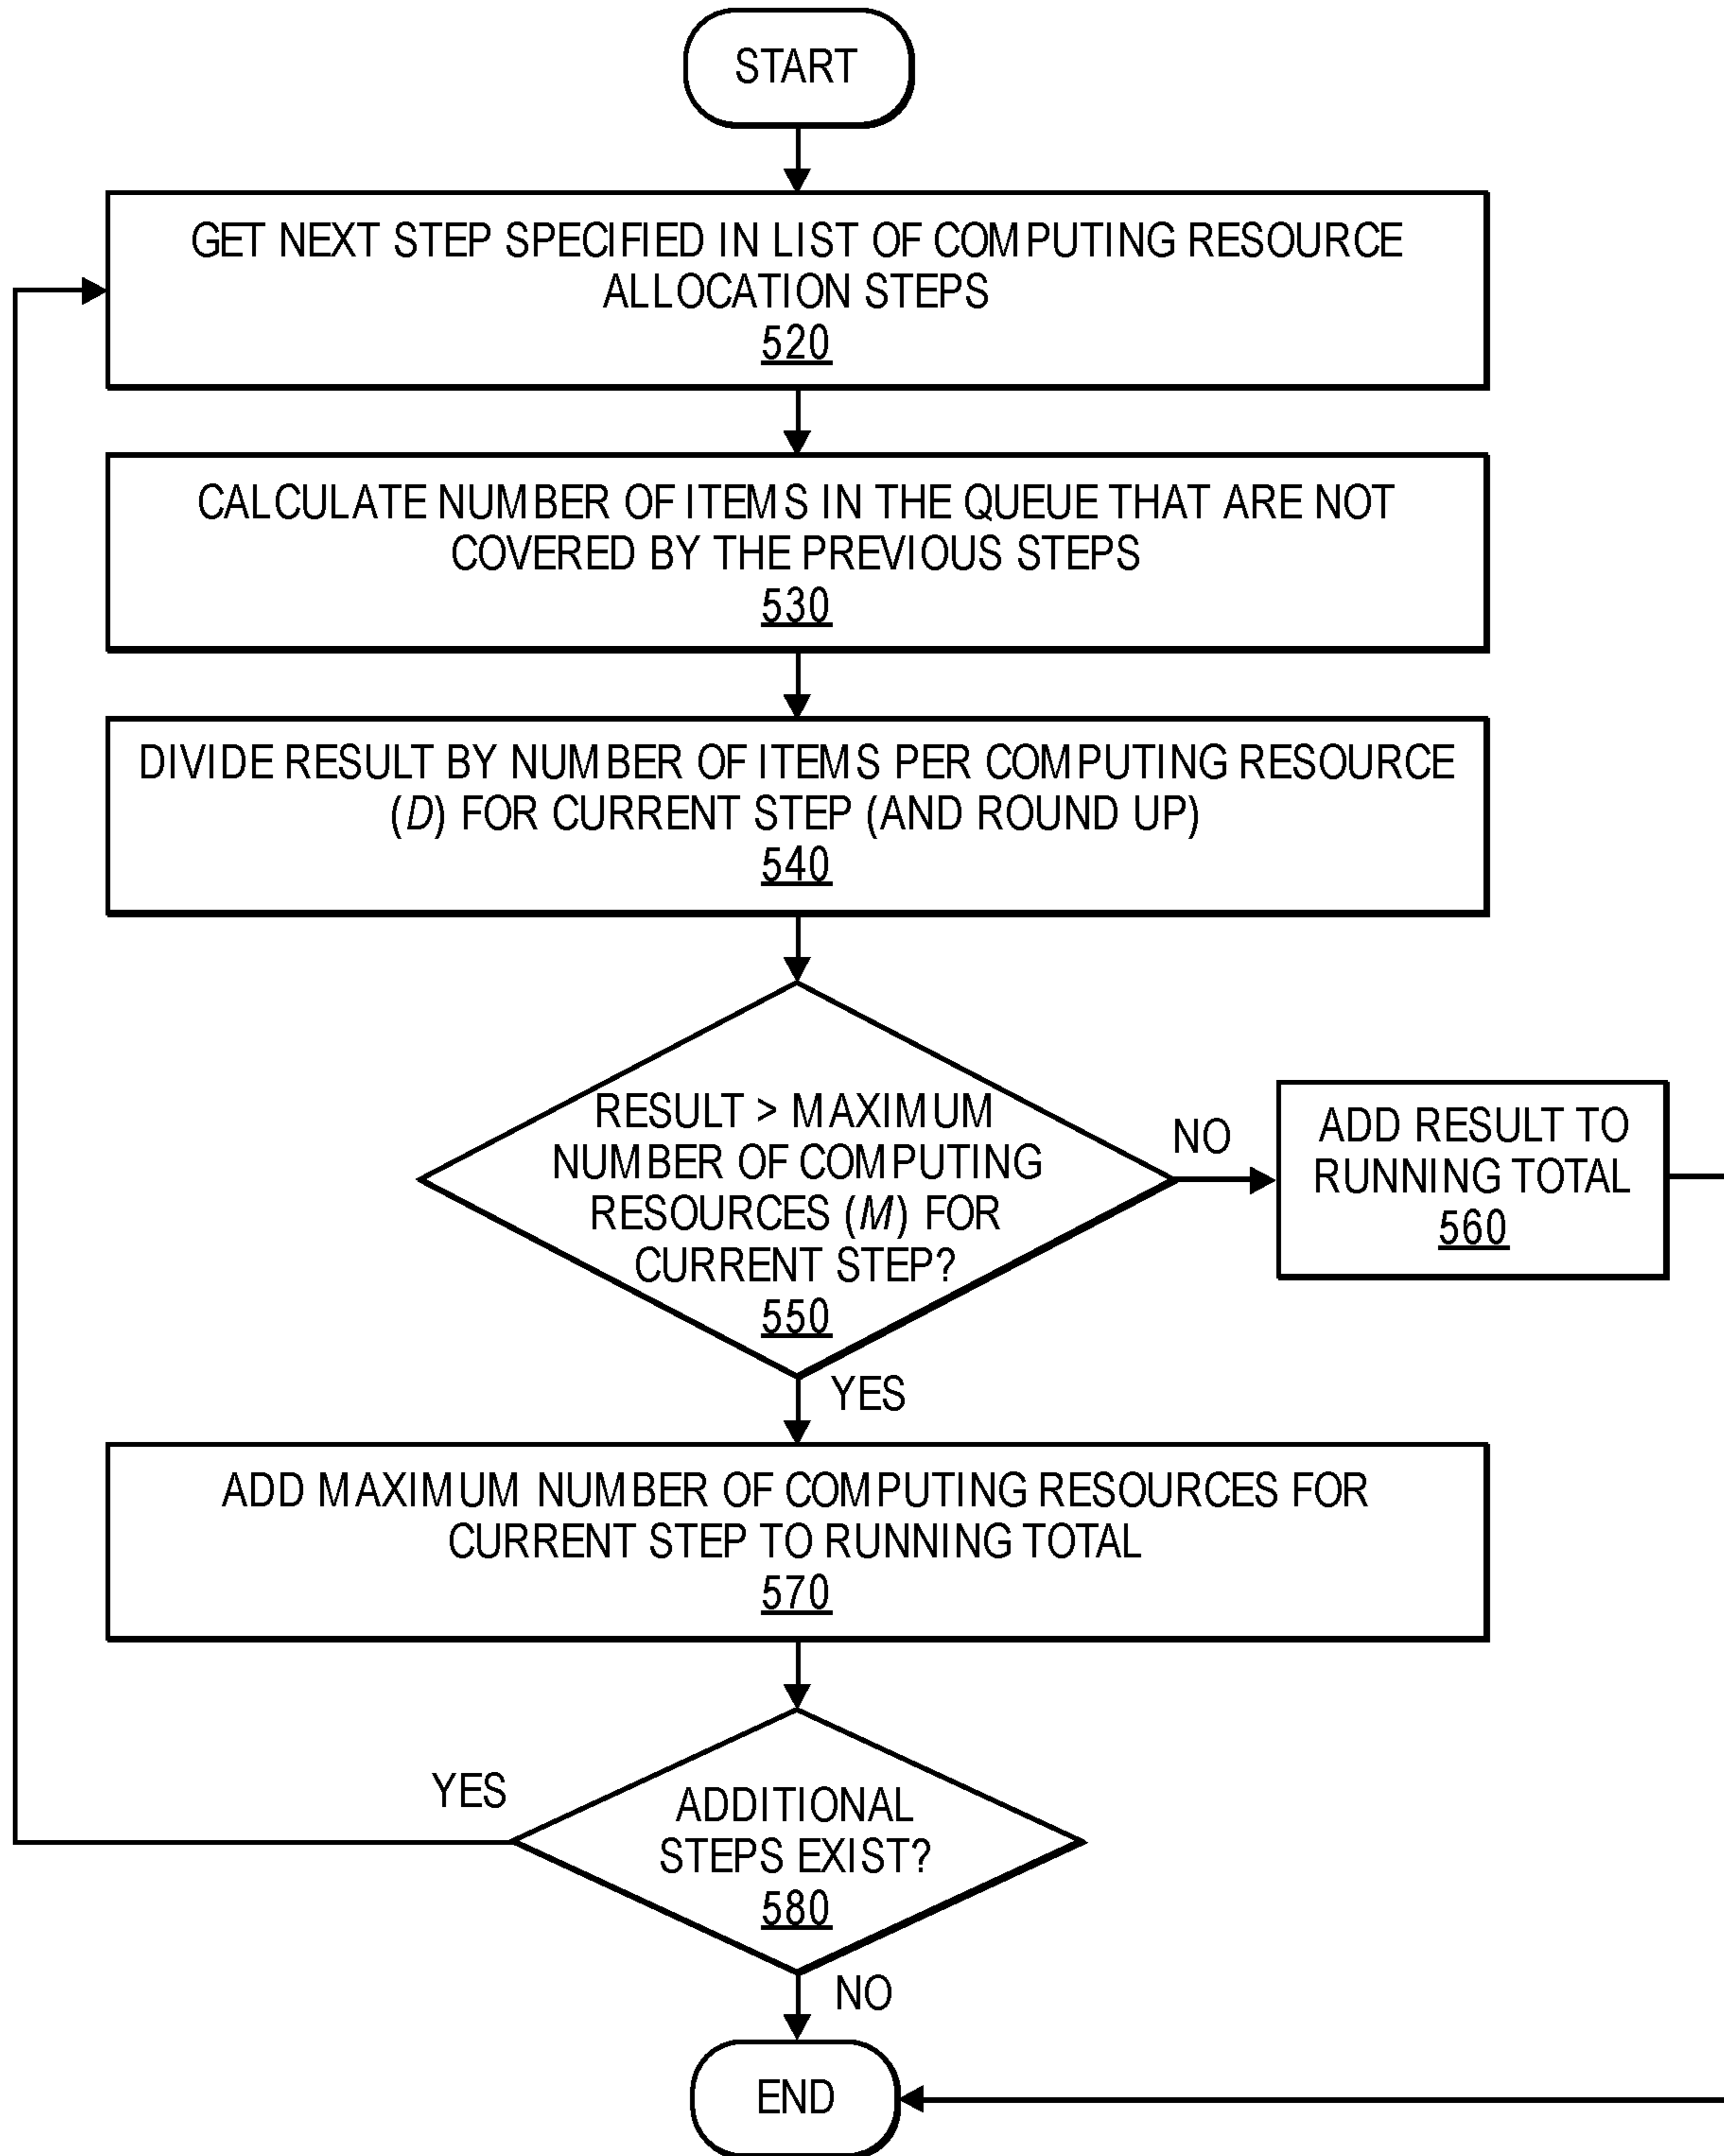 START
GET NEXT STEP SPECIFIED IN LIST OF COMPUTING RESOURCE
ALLOCATION STEPS
520
CALCULATE NUMBER OF ITEMS IN THE QUEUE THAT ARE NOT
COVERED BY THE PREVIOUS STEPS
530
DIVIDE RESULT BY NUMBER OF ITEMS PER COMPUTING RESOURCE
(D) FOR CURRENT STEP (AND ROUND UP)
540
RESULT > MAXIMUM
NUMBER OF COMPUTING
RESOURCES (M) FOR
CURRENT STEP?
550
NO
ADD RESULT TO
RUNNING TOTAL
560
YES
ADD MAXIMUM NUMBER OF COMPUTING RESOURCES FOR
CURRENT STEP TO RUNNING TOTAL
570
YES
ADDITIONAL
STEPS EXIST?
580
NO
END